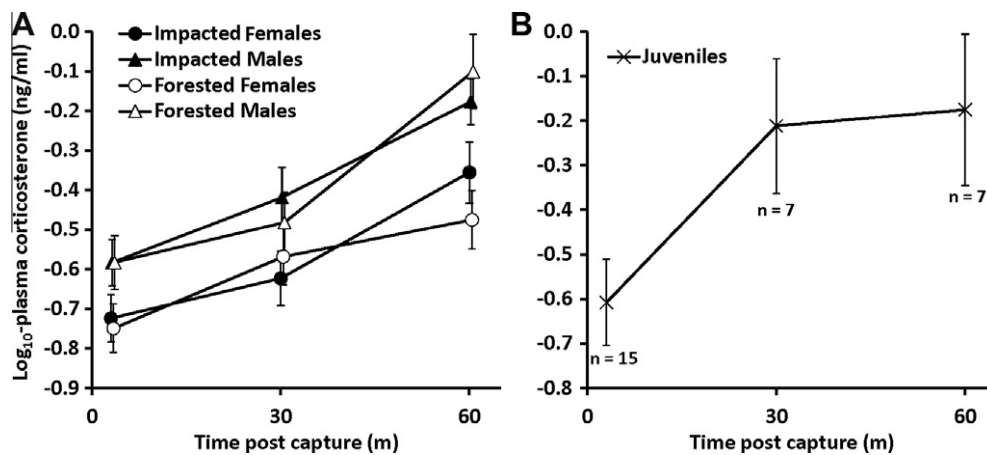 A
Log₁₀-plasma corticosterone (ng/ml)
0.0
-0.1
-0.2
-0.3
-0.4
-0.5
-0.6
-0.7
-0.8
-0.9
Impacted Females
Impacted Males
Forested Females
Forested Males
0 30 60
Time post capture (m)
B
0.0
-0.1
-0.2
-0.3
-0.4
-0.5
-0.6
-0.7
-0.8
Juveniles
n = 15
n = 7
n = 7
0 30 60
Time post capture (m)